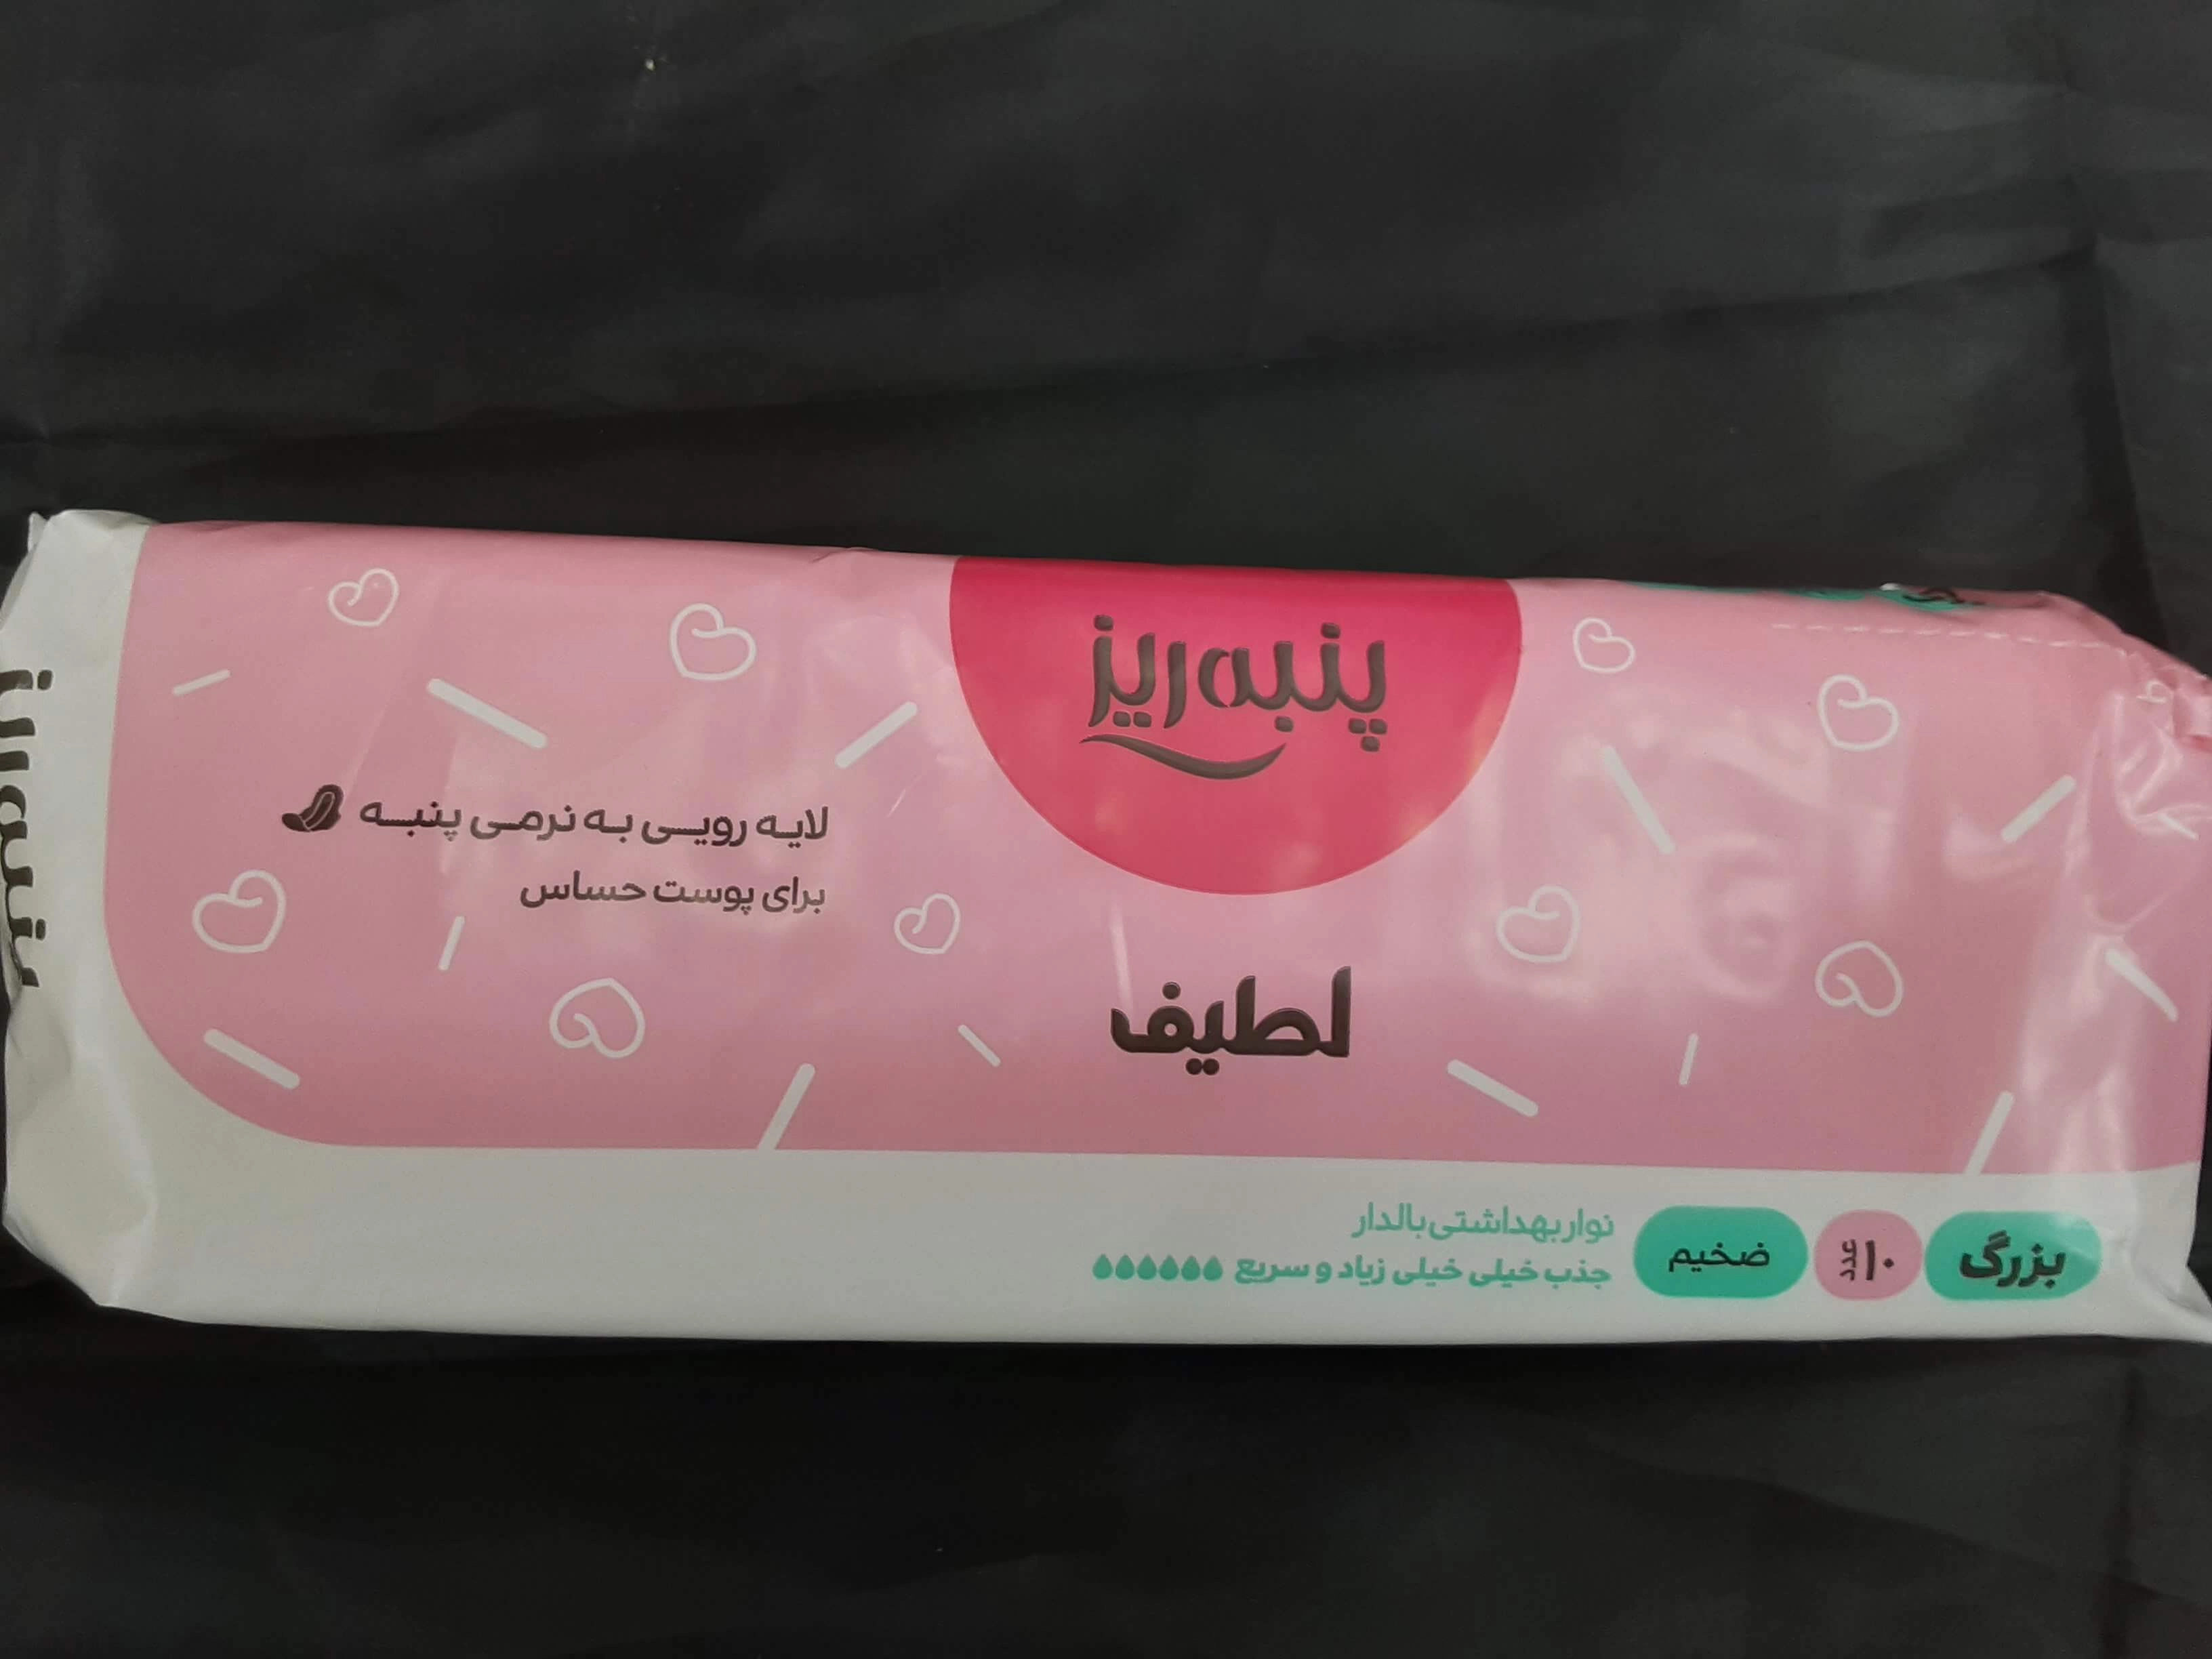 پنبه‌ریز
لایه رویی به نرمی پنبه
برای پوست حساس
لطیف
بزرگ
۱۰ عدد
ضخیم
نوار بهداشتی بالدار
جذب خیلی خیلی زیاد و سریع